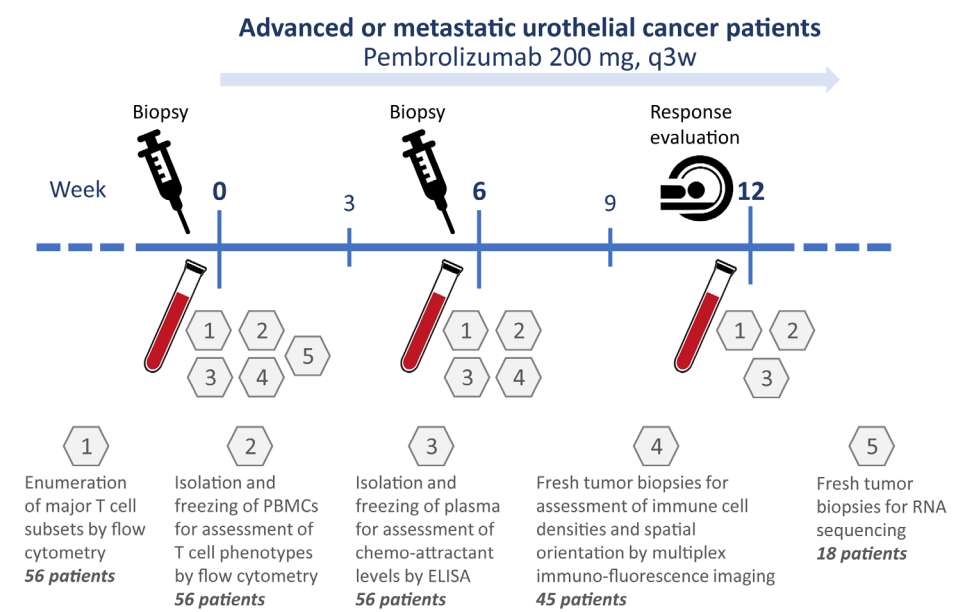 Advanced or metastatic urothelial cancer patients
Pembrolizumab 200 mg, q3w
Biopsy
Biopsy
Response
evaluation
Week
0
3
6
9
12
1
2
5
3
4
1
2
3
4
1
2
3
1
Enumeration
of major T cell
subsets by flow
cytometry
56 patients
2
Isolation and
freezing of PBMCs
for assessment of
T cell phenotypes
by flow cytometry
56 patients
3
Isolation and
freezing of plasma
for assessment of
chemo-attractant
levels by ELISA
56 patients
4
Fresh tumor biopsies for
assessment of immune cell
densities and spatial
orientation by multiplex
immuno-fluorescence imaging
45 patients
5
Fresh tumor
biopsies for RNA
sequencing
18 patients